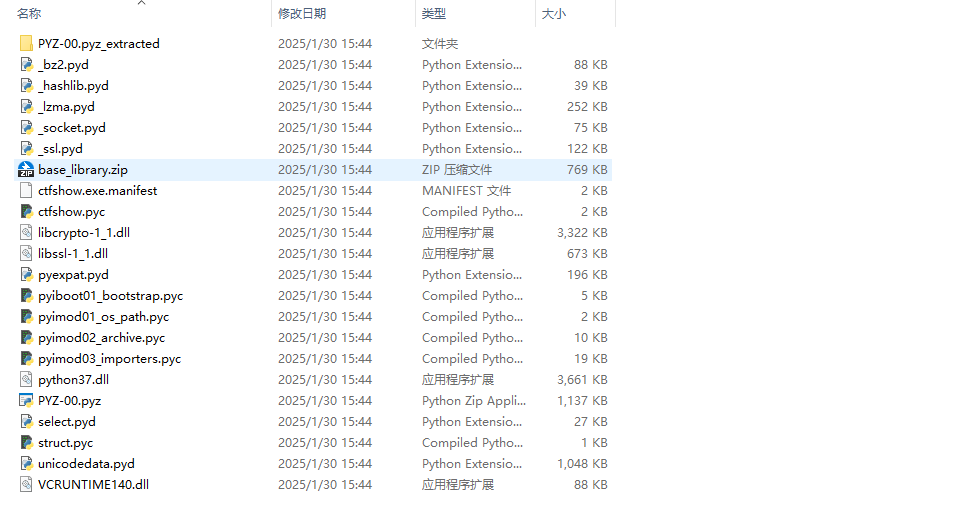 名称 修改日期 类型 大小
PYZ-00.pyz_extracted 2025/1/30 15:44 文件夹
_bz2.pyd 2025/1/30 15:44 Python Extensio... 88 KB
_hashlib.pyd 2025/1/30 15:44 Python Extensio... 39 KB
_lzma.pyd 2025/1/30 15:44 Python Extensio... 252 KB
_socket.pyd 2025/1/30 15:44 Python Extensio... 75 KB
_ssl.pyd 2025/1/30 15:44 Python Extensio... 122 KB
base_library.zip 2025/1/30 15:44 ZIP 压缩文件 769 KB
ctfshow.exe.manifest 2025/1/30 15:44 MANIFEST 文件 2 KB
ctfshow.pyc 2025/1/30 15:44 Compiled Pytho... 2 KB
libcrypto-1_1.dll 2025/1/30 15:44 应用程序扩展 3,322 KB
libssl-1_1.dll 2025/1/30 15:44 应用程序扩展 673 KB
pyexpat.pyd 2025/1/30 15:44 Python Extensio... 196 KB
pyiboot01_bootstrap.pyc 2025/1/30 15:44 Compiled Pytho... 5 KB
pyimod01_os_path.pyc 2025/1/30 15:44 Compiled Pytho... 2 KB
pyimod02_archive.pyc 2025/1/30 15:44 Compiled Pytho... 10 KB
pyimod03_importers.pyc 2025/1/30 15:44 Compiled Pytho... 19 KB
python37.dll 2025/1/30 15:44 应用程序扩展 3,661 KB
PYZ-00.pyz 2025/1/30 15:44 Python Zip Appli... 1,137 KB
select.pyd 2025/1/30 15:44 Python Extensio... 27 KB
struct.pyc 2025/1/30 15:44 Compiled Pytho... 1 KB
unicodedata.pyd 2025/1/30 15:44 Python Extensio... 1,048 KB
VCRUNTIME140.dll 2025/1/30 15:44 应用程序扩展 88 KB